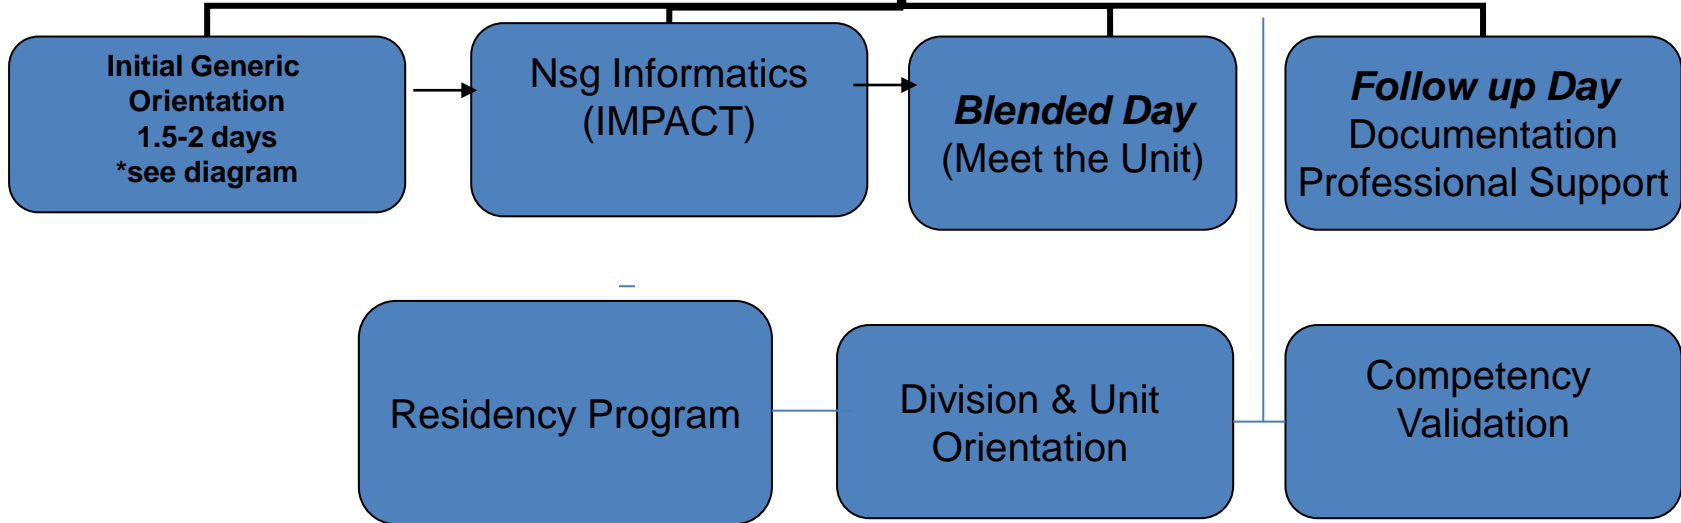 Initial Generic
Orientation
1.5-2 days
*see diagram
Nsg Informatics
(IMPACT)
Blended Day
(Meet the Unit)
Follow up Day
Documentation
Professional Support
Residency Program
Division & Unit
Orientation
Competency
Validation